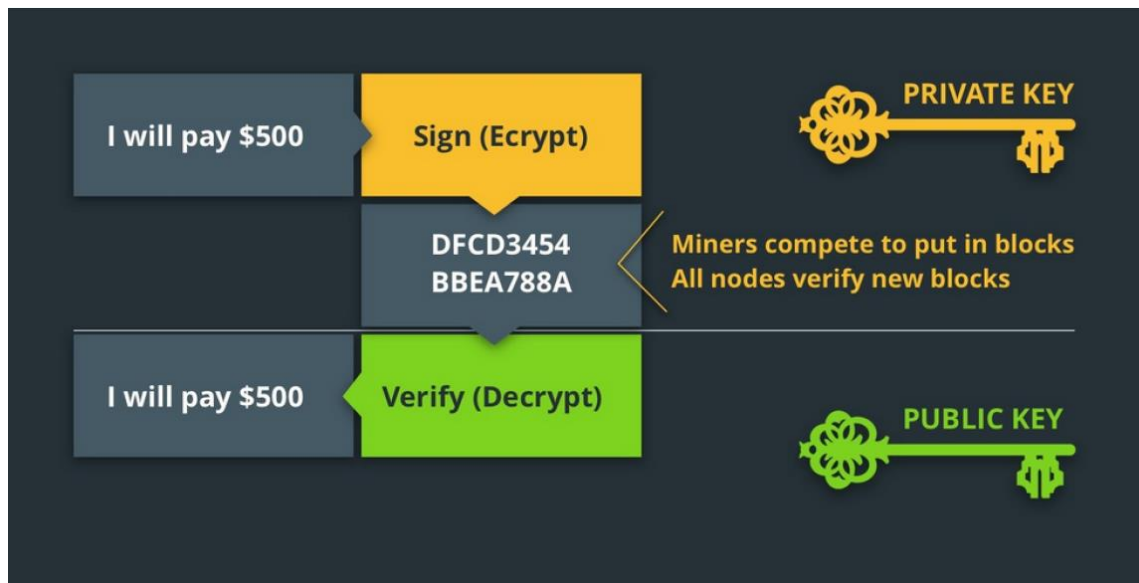 I will pay $500
Sign (Ecrypt)
PRIVATE KEY
DFCD3454
BBEA788A
Miners compete to put in blocks
All nodes verify new blocks
I will pay $500
Verify (Decrypt)
PUBLIC KEY